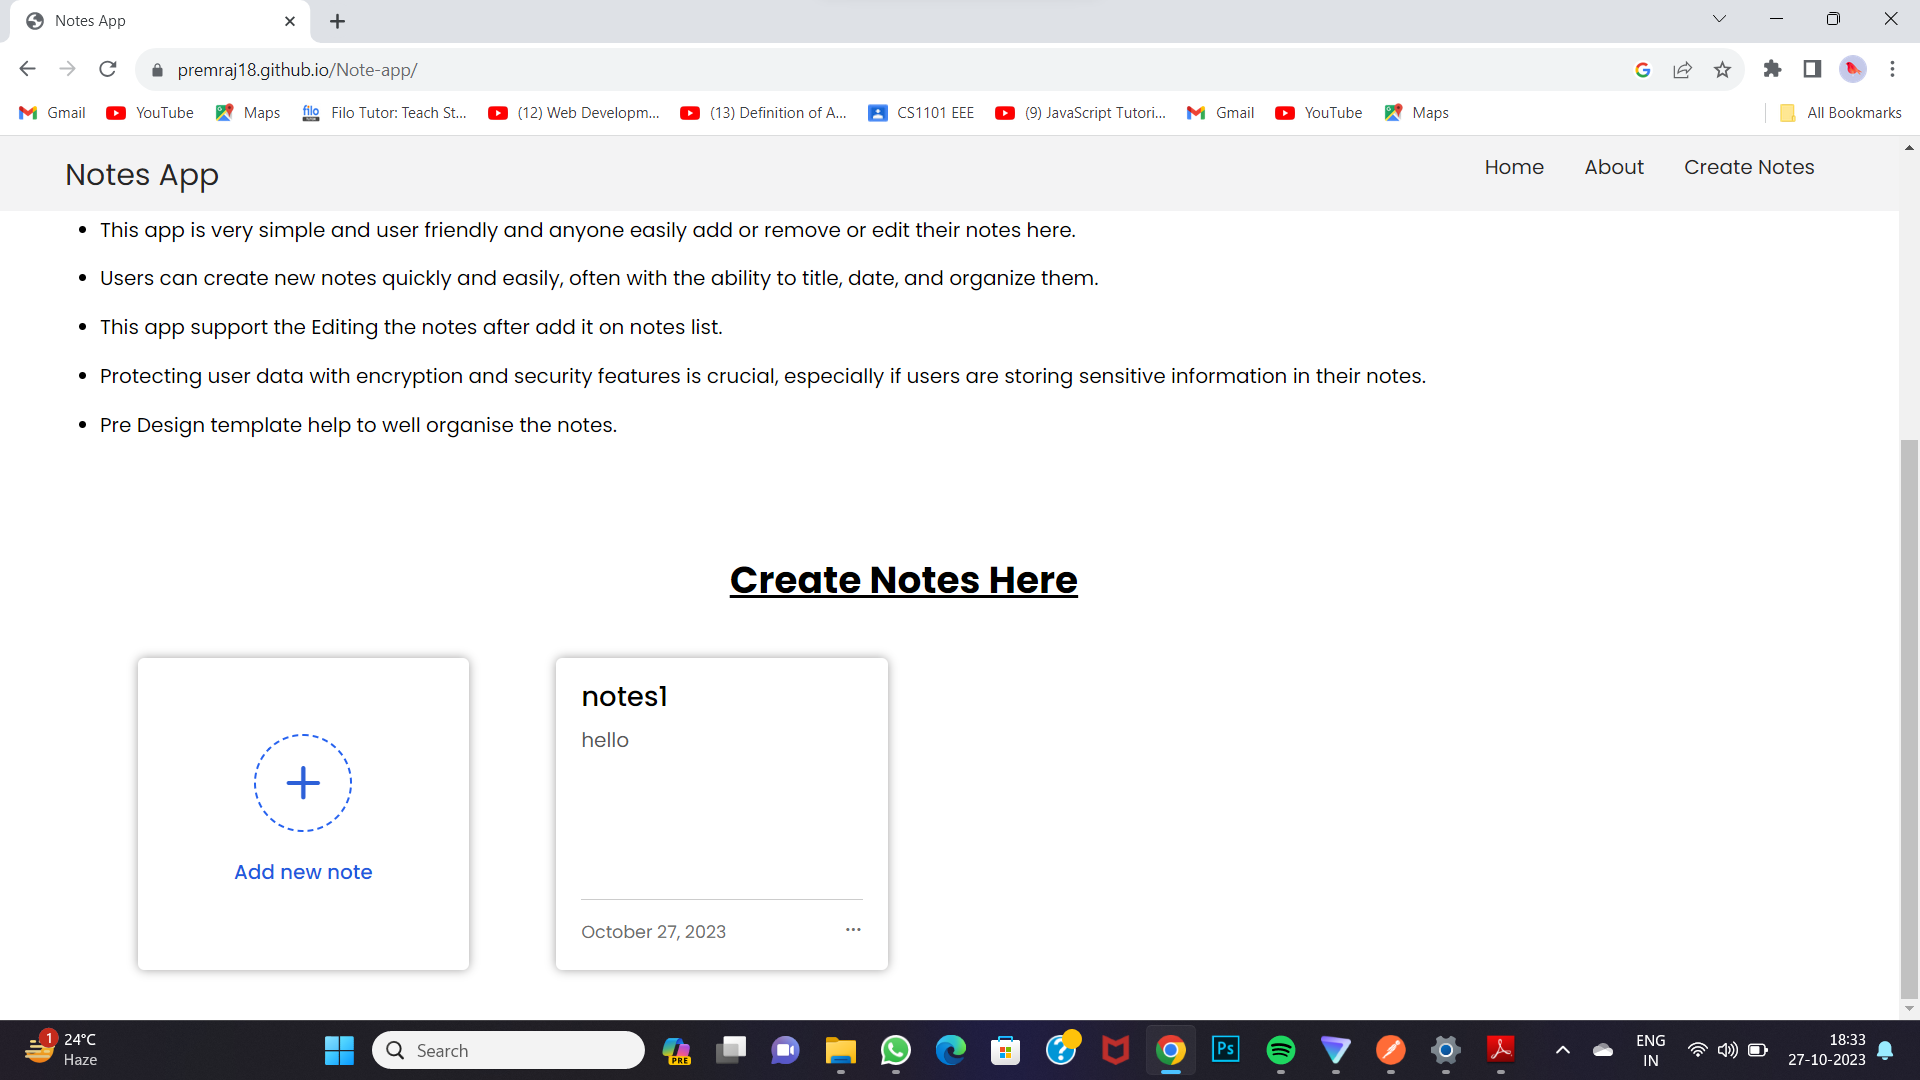 Notes App
premraj18.github.io/Note-app/
Gmail YouTube Maps Filo Tutor: Teach St... (12) Web Developm... (13) Definition of A... CS1101 EEE (9) JavaScript Tutori... Gmail YouTube Maps All Bookmarks
Notes App Home About Create Notes
This app is very simple and user friendly and anyone easily add or remove or edit their notes here.
Users can create new notes quickly and easily, often with the ability to title, date, and organize them.
This app support the Editing the notes after add it on notes list.
Protecting user data with encryption and security features is crucial, especially if users are storing sensitive information in their notes.
Pre Design template help to well organise the notes.
Create Notes Here
Add new note
notes1
hello
October 27, 2023
1
24°C
Haze
Search
PRE
Ps
ENG
IN
18:33
27-10-2023